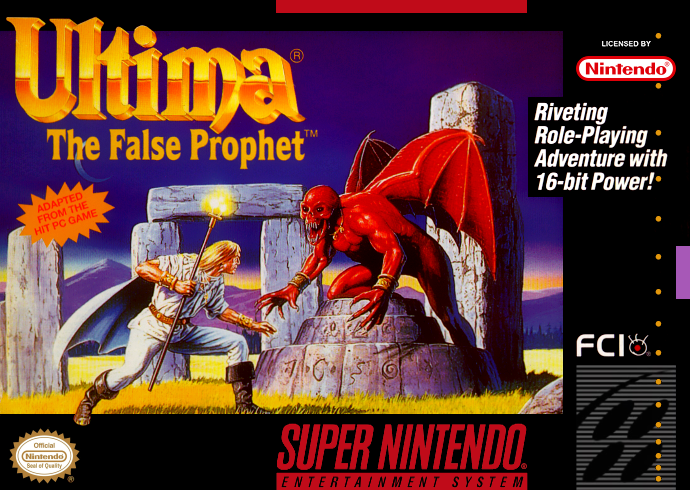 Ultima®
The False Prophet™
ADAPTED
FROM THE
HIT PC GAME
LICENSED BY
Nintendo®
Riveting
Role-Playing
Adventure with
16-bit Power!
FCI®
Official
Nintendo
Seal of Quality
®
SUPER NINTENDO®
ENTERTAINMENT SYSTEM